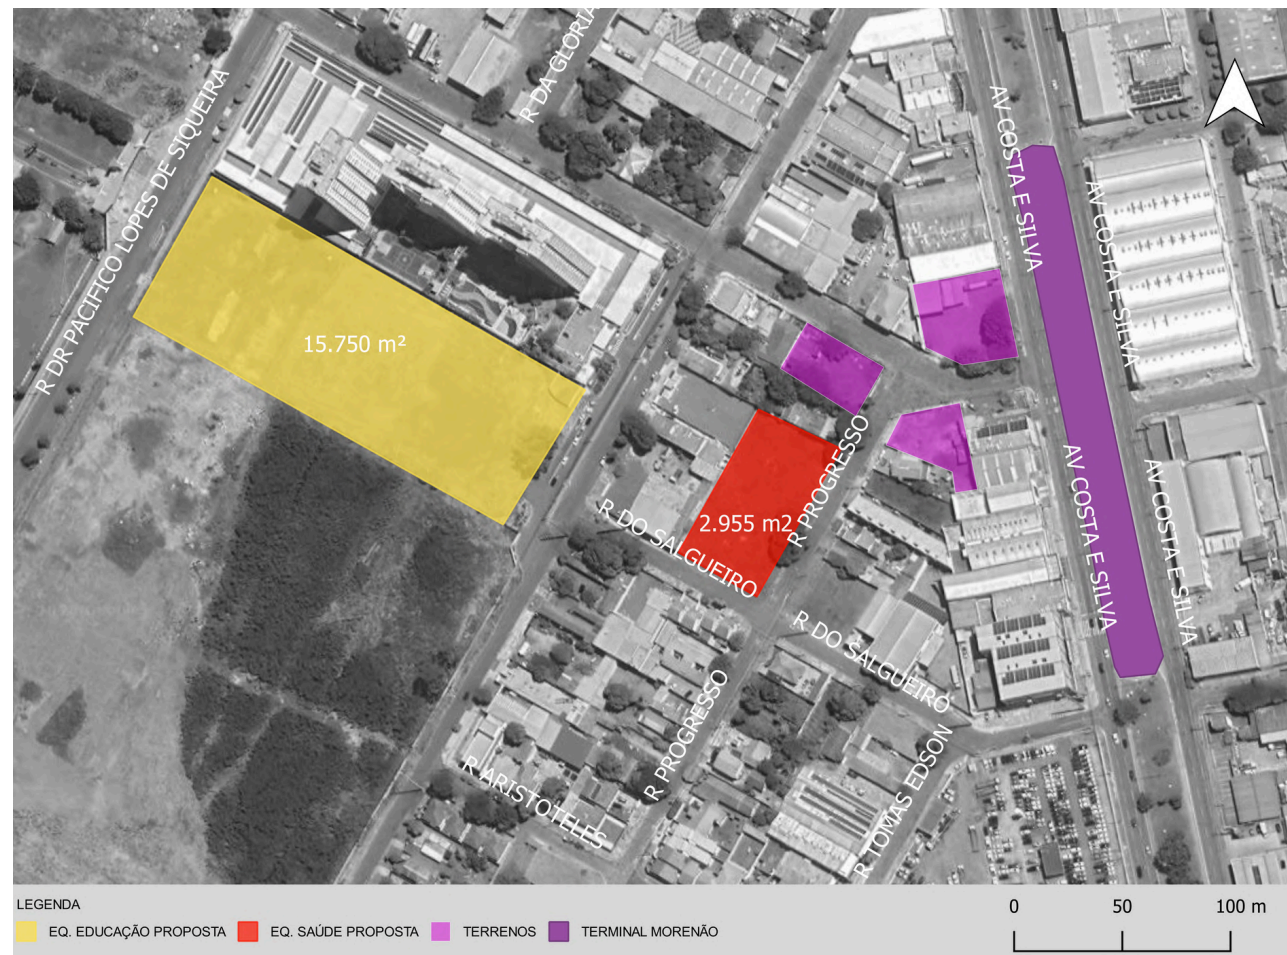 R DA GLORIA
AV COSTA E SILVA
R DR PACIFICO LOPES DE SIQUEIRA
AV COSTA E SILVA
15.750 m²
R PROGRESSO
2.955 m2
R DO SALGUEIRO
AV COSTA E SILVA
AV COSTA E SILVA
R DO SALGUEIRO
R PROGRESSO
R ARISTOTELES
R TOMAS EDSON
LEGENDA
EQ. EDUCAÇÃO PROPOSTA
EQ. SAÚDE PROPOSTA
TERRENOS
TERMINAL MORENÃO
0 50 100 m